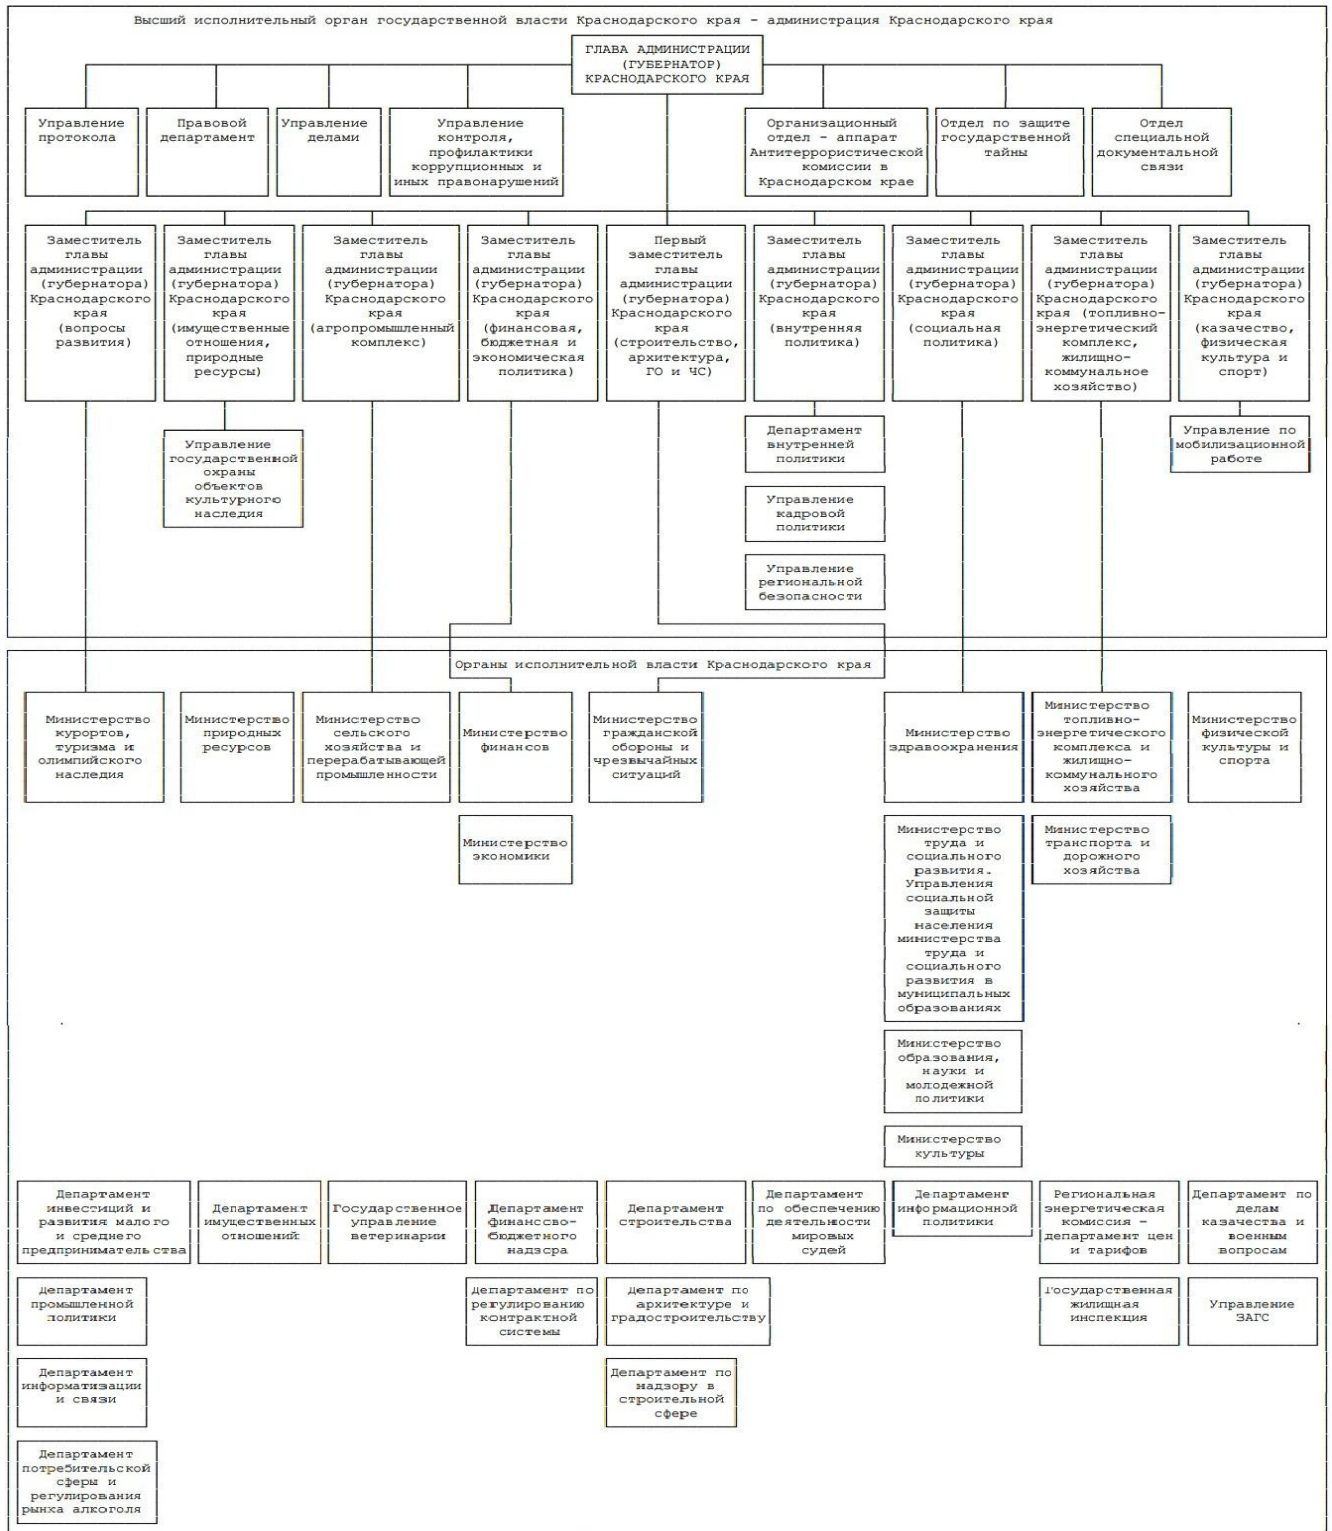 Высший исполнительный орган государственной власти Краснодарского края - администрация Краснодарского края
ГЛАВА АДМИНИСТРАЦИИ
(ГУБЕРНАТОР)
КРАСНОДАРСКОГО КРАЯ
Управление
протокола
Правовой
департамент
Управление
делами
Управление
контроля,
профилактики
коррупционных и
иных правонарушений
Организационный
отдел - аппарат
Антитеррористической
комиссии в
Краснодарском крае
Отдел по защите
государственной
тайны
Отдел
специальной
документальной
связи
Заместитель
главы
администрации
(губернатора)
Краснодарского
края
(вопросы
развития)
Заместитель
главы
администрации
(губернатора)
Краснодарского
края
(имущественные
отношения,
природные
ресурсы)
Заместитель
главы
администрации
(губернатора)
Краснодарского
края
(агропромышленный
комплекс)
Заместитель
главы
администрации
(губернатора)
Краснодарского
края
(финансовая,
бюджетная и
экономическая
политика)
Первый
заместитель
главы
администрации
(губернатора)
Краснодарского
края
(строительство,
архитектура,
ГО и ЧС)
Заместитель
главы
администрации
(губернатора)
Краснодарского
края
(внутренняя
политика)
Заместитель
главы
администрации
(губернатора)
Краснодарского
края
(социальная
политика)
Заместитель
главы
администрации
(губернатора)
Краснодарского
края (топливно-
энергетический
комплекс,
жилищно-
коммунальное
хозяйство)
Заместитель
главы
администрации
(губернатора)
Краснодарского
края
(казачество,
физическая
культура и
спорт)
Управление
государственной
охраны
объектов
культурного
наследия
Департамент
внутренней
политики
Управление
кадровой
политики
Управление
региональной
безопасности
Управление по
мобилизационной
работе
Органы исполнительной власти Краснодарского края
Министерство
курортов,
туризма и
олимпийского
наследия
Министерство
природных
ресурсов
Министерство
сельского
хозяйства и
перерабатывающей
промышленности
Министерство
финансов
Министерство
гражданской
обороны и
чрезвычайных
ситуаций
Министерство
здравоохранения
Министерство
топливно-
энергетического
комплекса и
жилищно-
коммунального
хозяйства
Министерство
физической
культуры и
спорта
Министерство
экономики
Министерство
труда и
социального
развития.
Управления
социальной
защиты
населения
министерства
труда и
социального
развития в
муниципальных
образованиях
Министерство
транспорта и
дорожного
хозяйства
Министерство
образования,
науки и
молодежной
политики
Министерство
культуры
Департамент
инвестиций и
развития малого
и среднего
предпринимательства
Департамент
имущественных
отношений
Государственное
управление
ветеринарии
Департамент
финансово-
бюджетного
надзора
Департамент
строительства
Департамент
по обеспечению
деятельности
мировых
судей
Департамент
информационной
политики
Региональная
энергетическая
комиссия -
департамент цен
и тарифов
Департамент по
делам
казачества и
военным
вопросам
Департамент
промышленной
политики
Департамент по
регулированию
контрактной
системы
Департамент по
архитектуре и
градостроительству
Государственная
жилищная
инспекция
Управление
ЗАГС
Департамент
информатизации
и связи
Департамент по
надзору в
строительной
сфере
Департамент
потребительской
сферы и
регулирования
рынка алкоголя